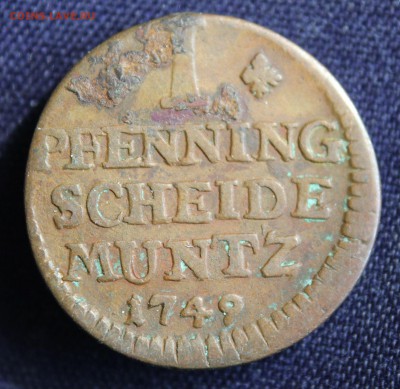 1
PFENNING
SCHEIDE
MUNTZ
1749